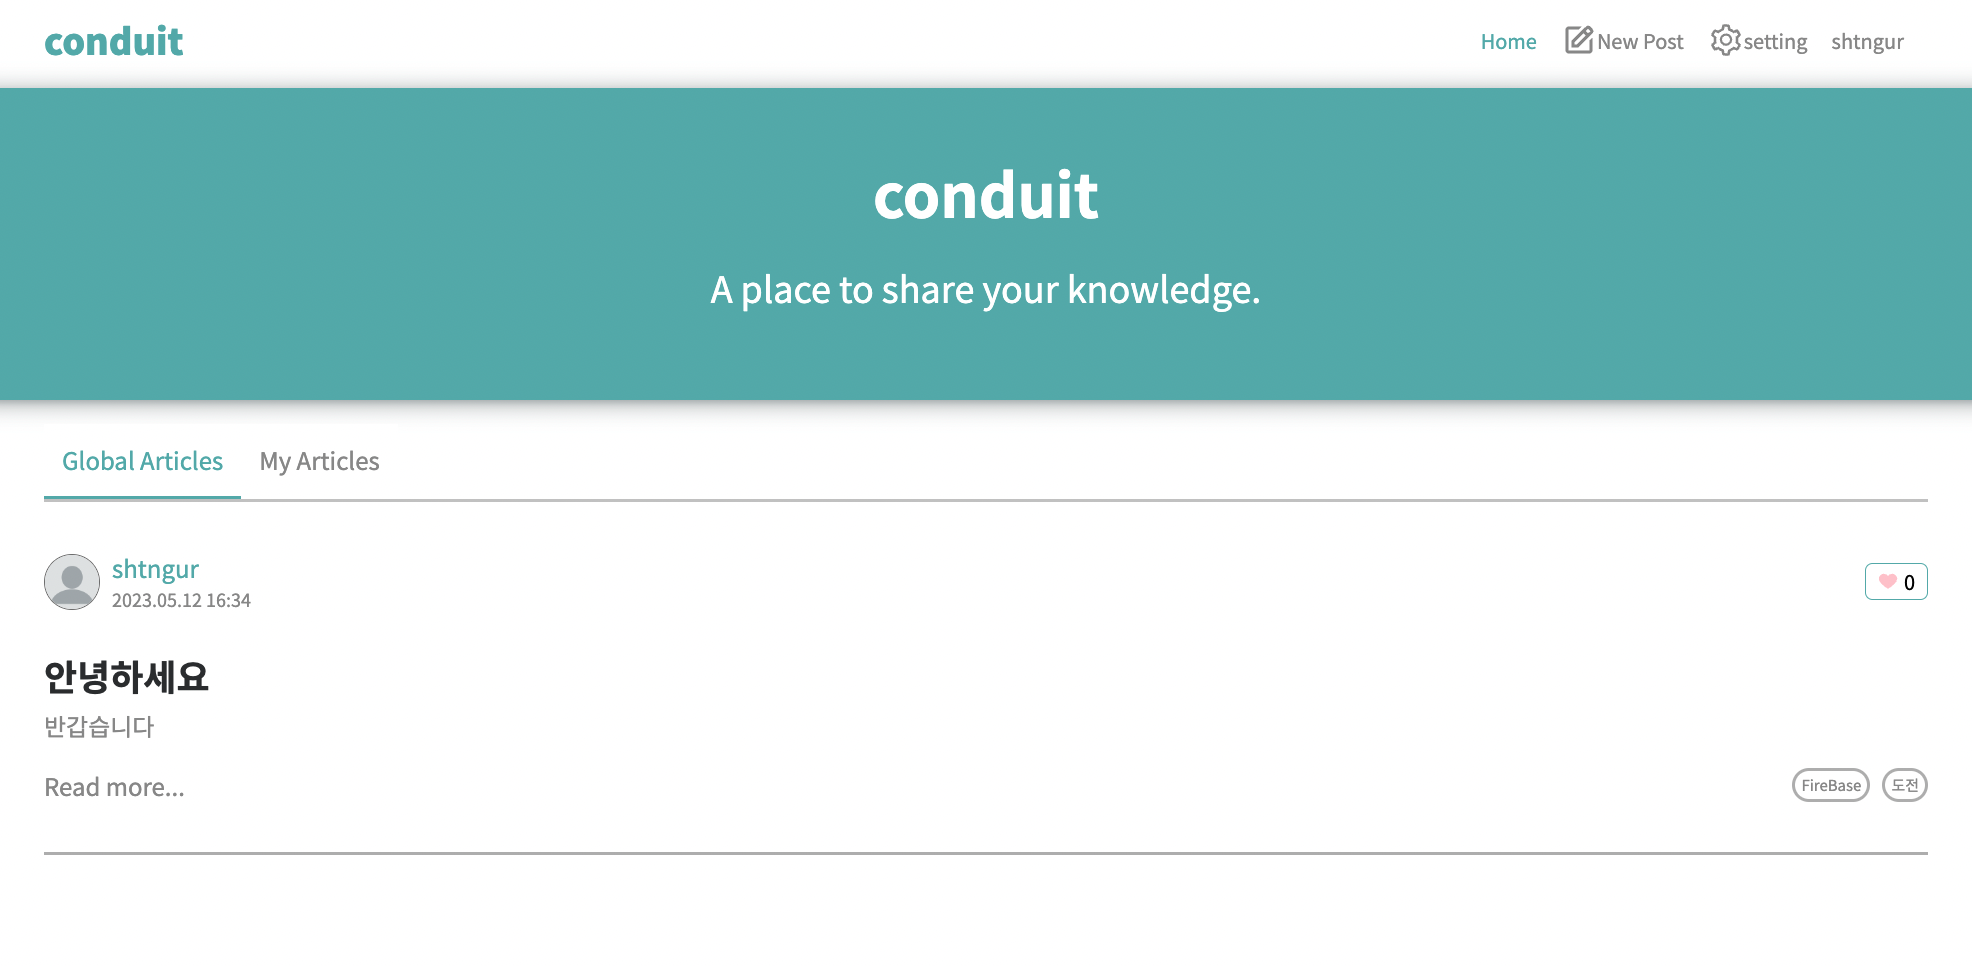 conduit
Home New Post setting shtngur
conduit
A place to share your knowledge.
Global Articles My Articles
shtngur
2023.05.12 16:34
0
안녕하세요
반갑습니다
Read more...
FireBase 도전